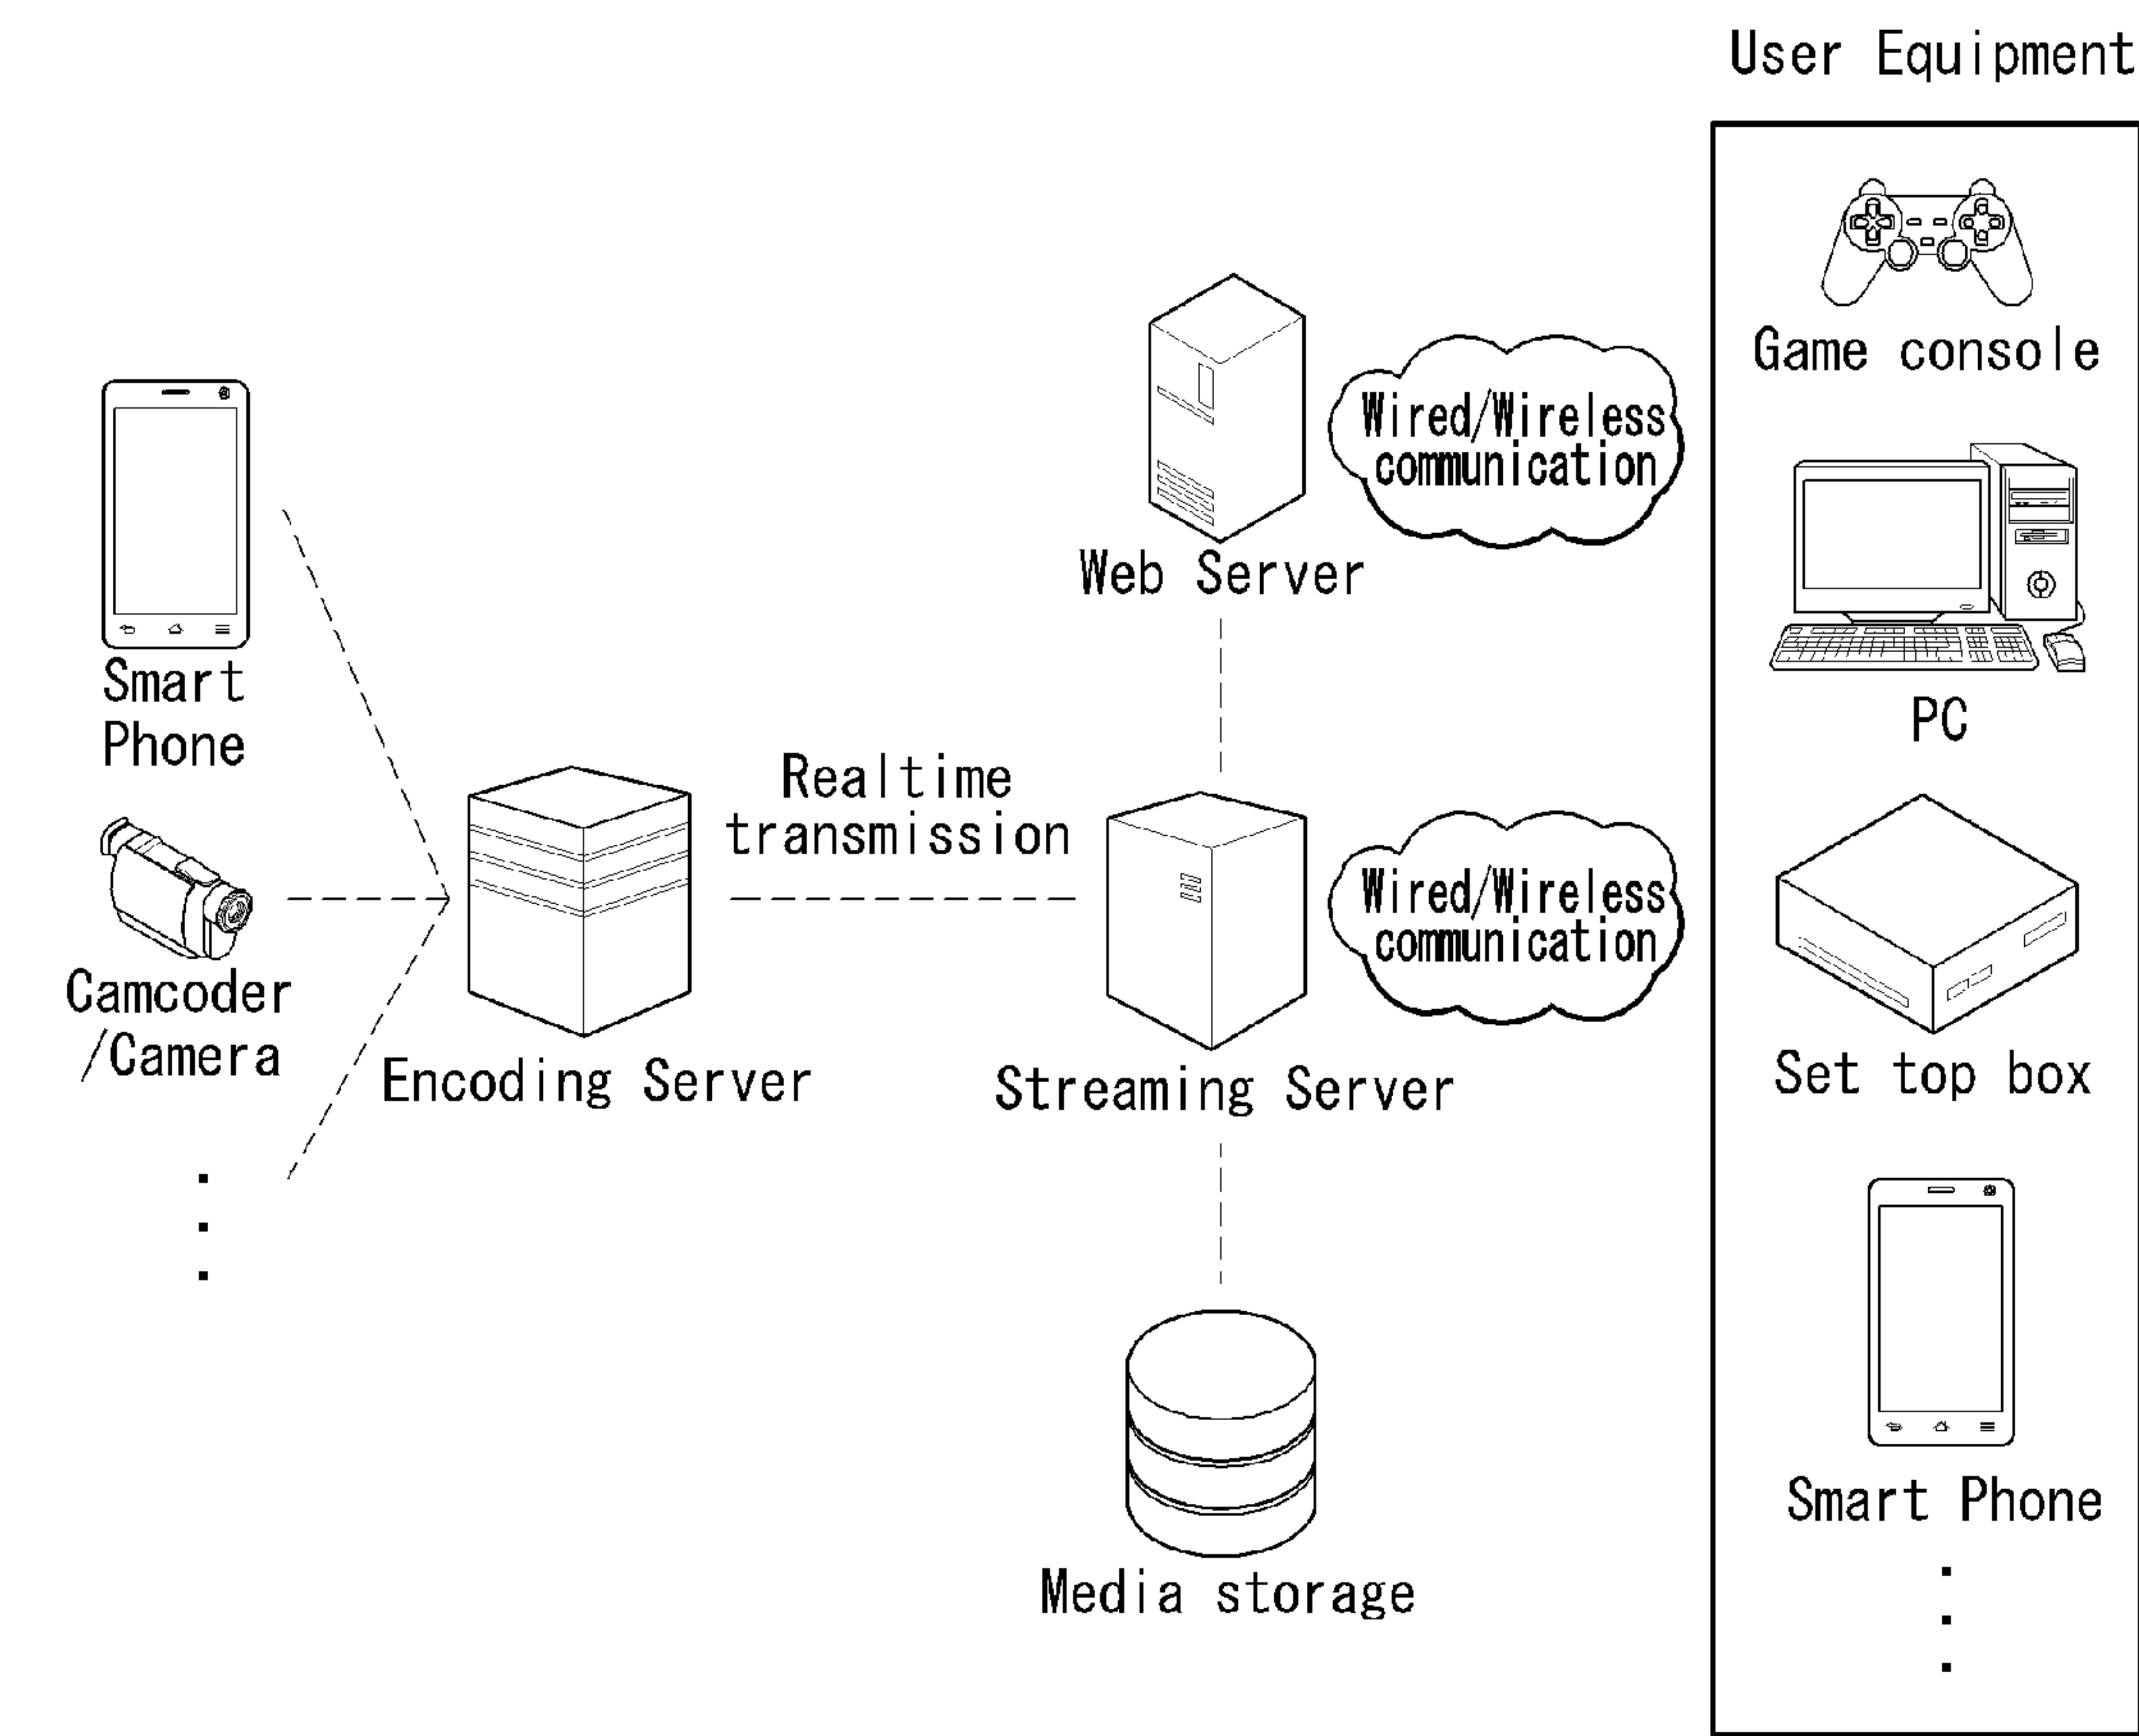 User Equipment
Game console
Wired/Wireless
communication
Web Server
Smart
Phone
PC
Realtime
transmission
Wired/Wireless
communication
Camcoder
/Camera
Encoding Server
Streaming Server
Set top box
Smart Phone
Media storage